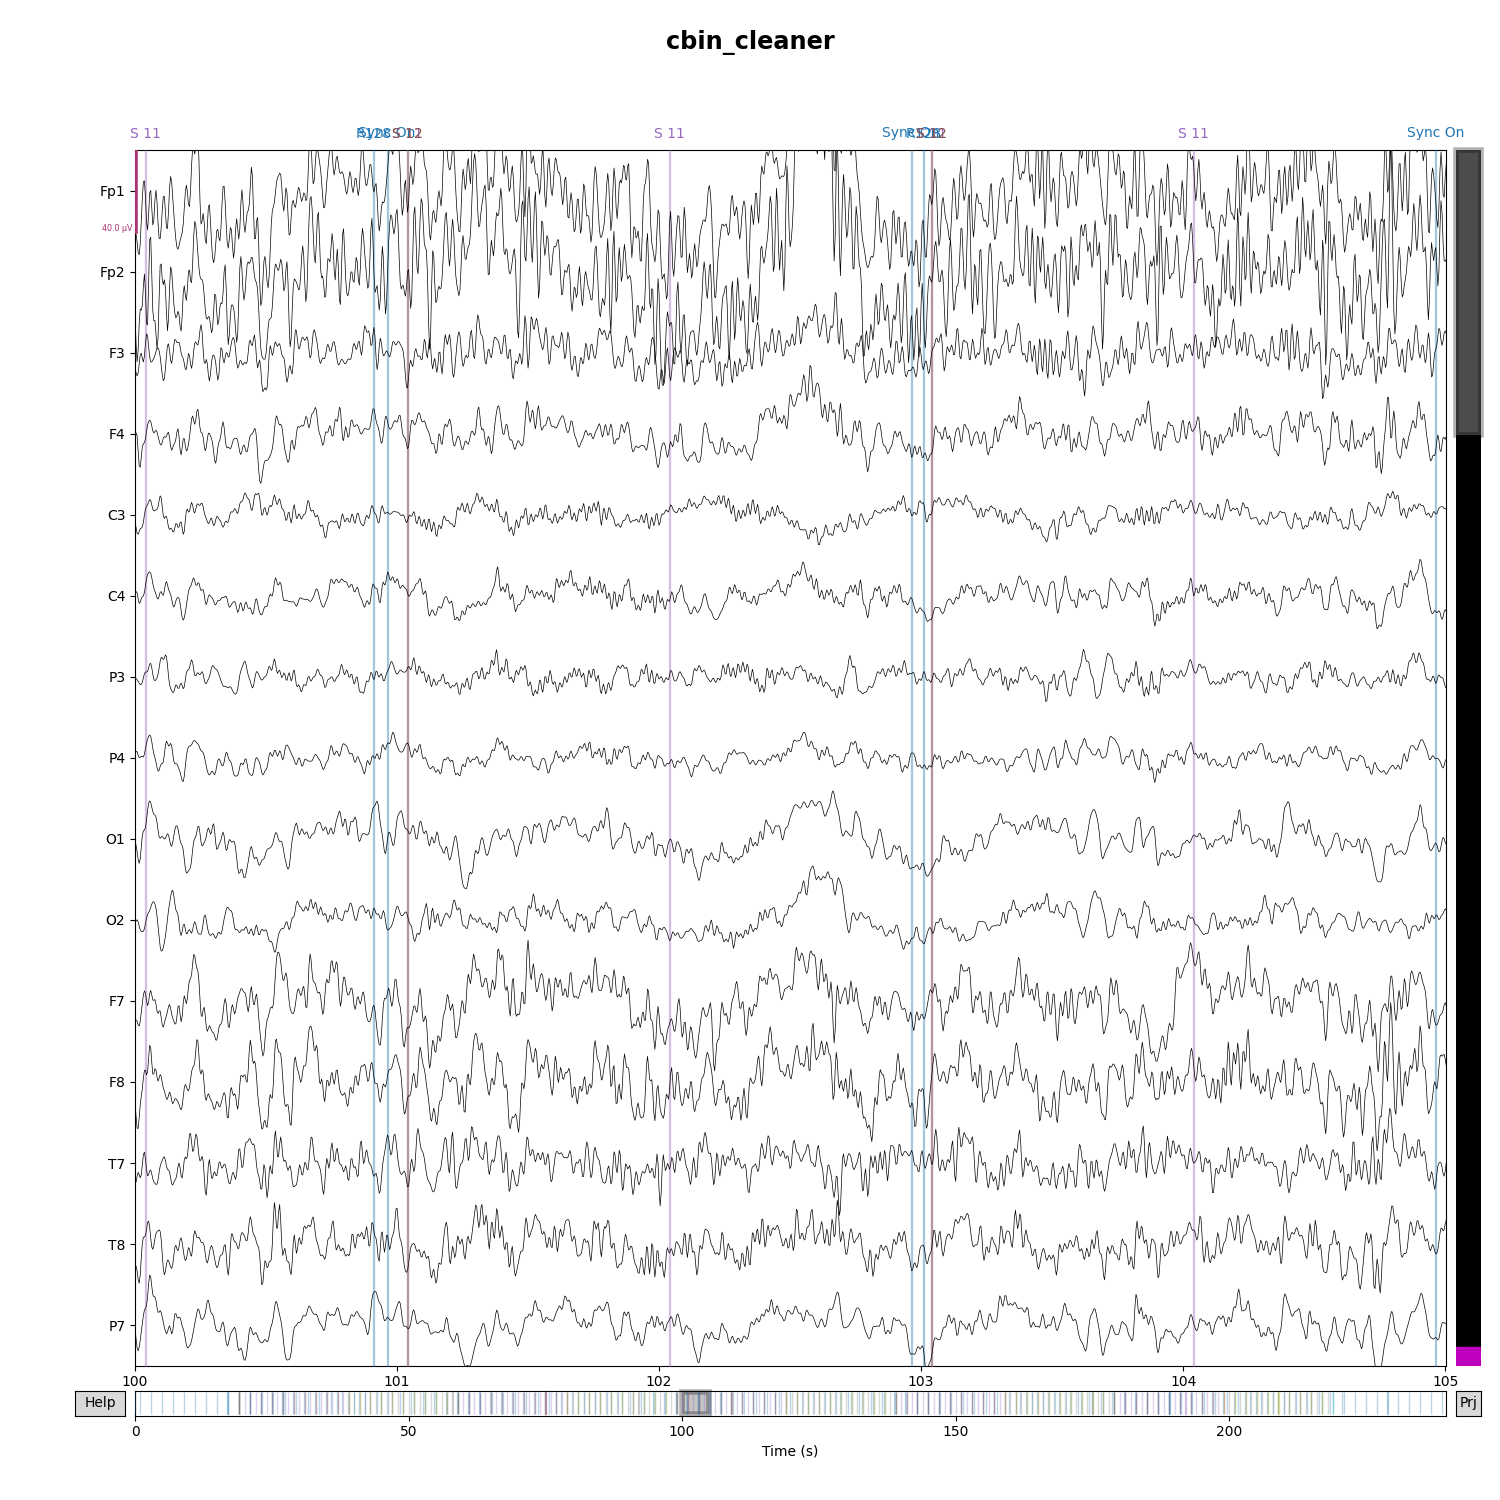 cbin_cleaner
S 11 Sync On S 12 S 11 Sync On S 11 Sync On
Fp1
40.0 µV
Fp2
F3
F4
C3
C4
P3
P4
O1
O2
F7
F8
T7
T8
P7
100 101 102 103 104 105
Help Prj
0 50 100 150 200
Time (s)